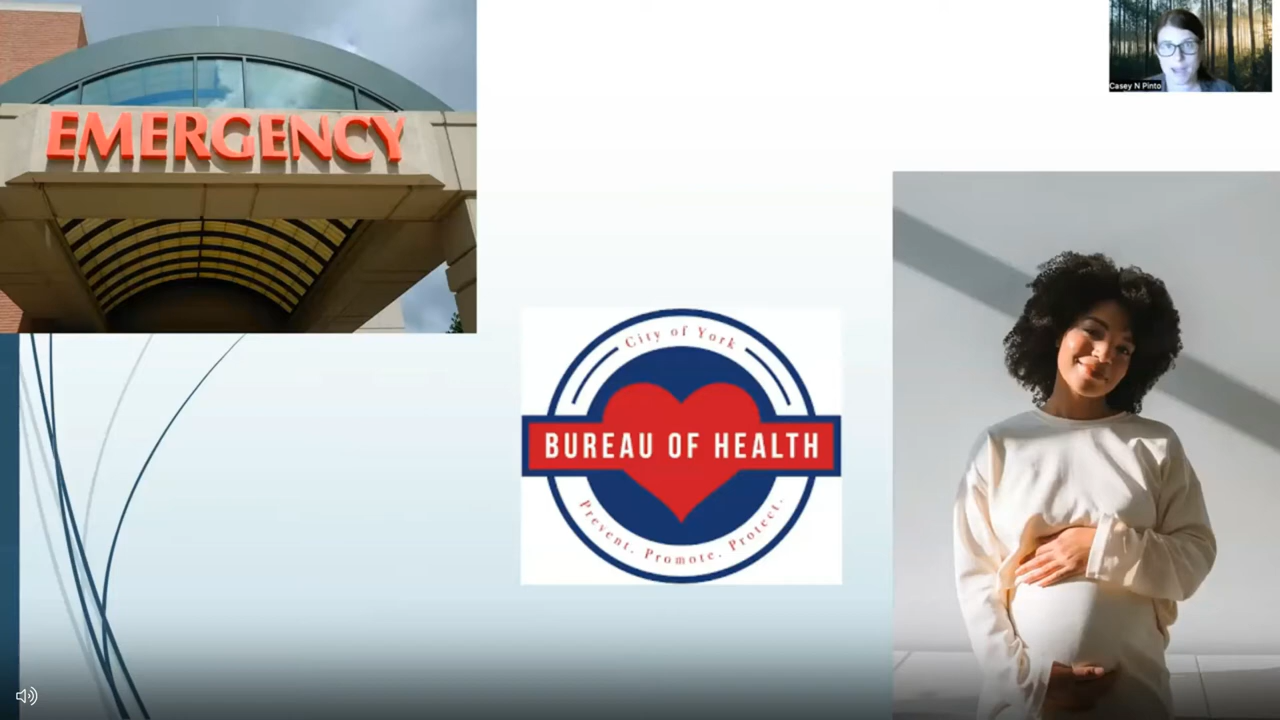 EMERGENCY
Casey N Pinto
City of York
BUREAU OF HEALTH
Prevent. Promote. Protect.